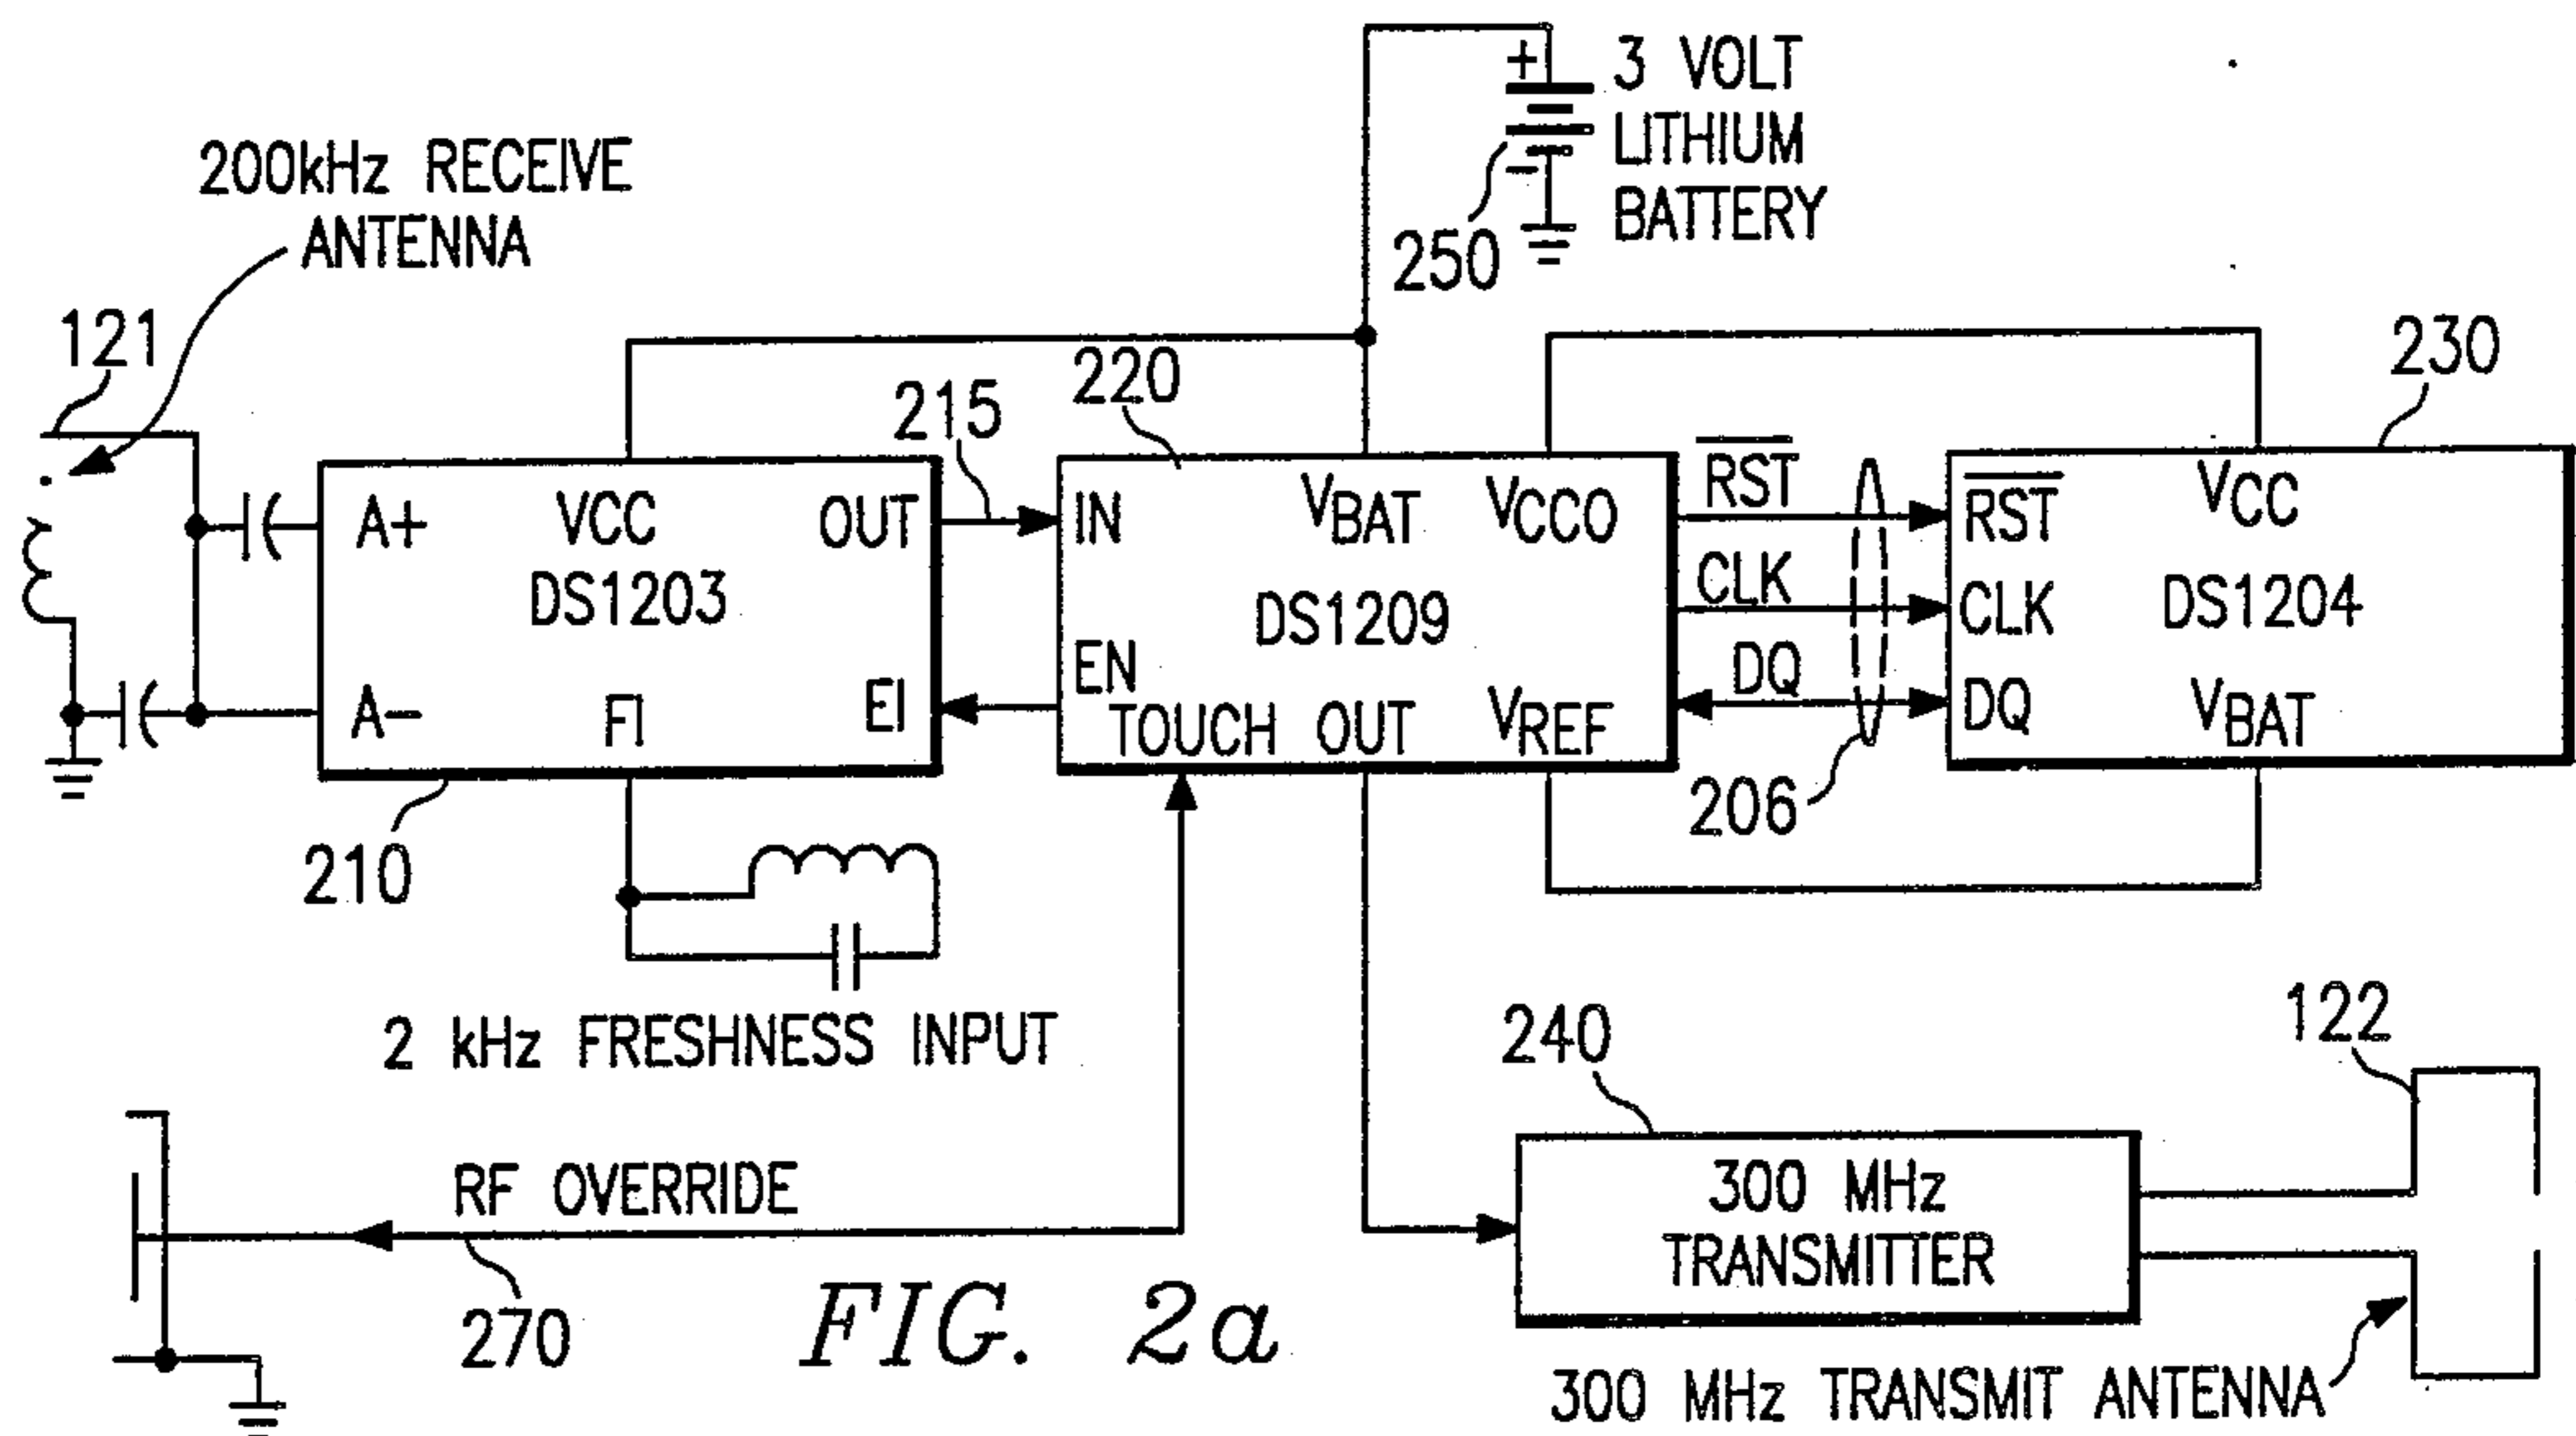 3 VOLT
LITHIUM
BATTERY
+
-
250
200kHz RECEIVE
ANTENNA
121
215
220
230
A+
VCC
OUT
DS1203
A-
FI
EI
210
IN
VBAT
VCCO
DS1209
EN
TOUCH
OUT
VREF
RST
CLK
DQ
206
RST
VCC
CLK
DS1204
DQ
VBAT
2 kHz FRESHNESS INPUT
RF OVERRIDE
270
240
122
300 MHz
TRANSMITTER
300 MHz TRANSMIT ANTENNA
FIG. 2a